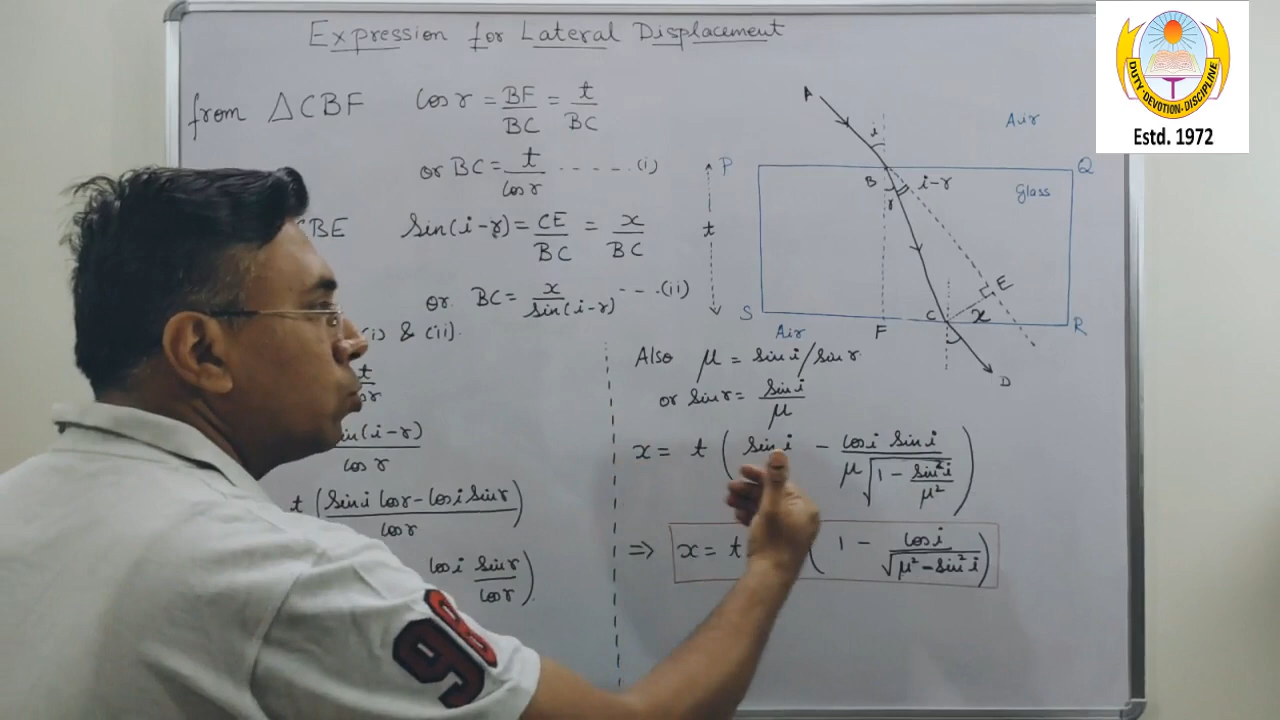 Expression for Lateral Displacement
from △CBF cos r = BF/BC = t/BC
or BC = t/cos r ------(i)
CBE sin(i-r) = CE/BC = x/BC
or BC = x/sin(i-r) ---(ii)
(i) & (ii).
t
sin(i-r)/cos r
t (sin i cos r - cos i sin r/cos r)
cos i sin r/cos r).
A
i
Air
P
B
r
i-r
Q
Glass
t
E
S
Air
F
C
x
R
D
Also μ = sin i/sin r
or sin r = sin i/μ
x = t (sin i - cos i sin i/μ√1 - sin²i/μ²)
⇒ x = t (1 - cos i/√μ² - sin²i)
DUTY·DEVOTION·DISCIPLINE
Estd. 1972
98